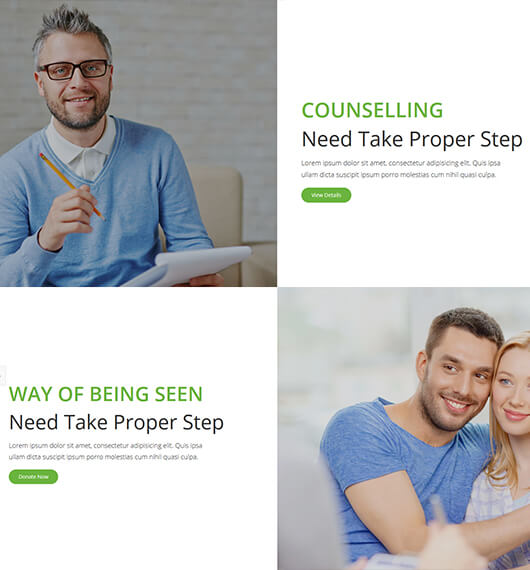 COUNSELLING
Need Take Proper Step
Lorem ipsum dolor sit amet, consectetur adipisicing elit. Quis ipsa
ullam dicta suscipit ipsum porro molestias cum nihil quasi culpa.
View Details
WAY OF BEING SEEN
Need Take Proper Step
Lorem ipsum dolor sit amet, consectetur adipisicing elit. Quis ipsa
ullam dicta suscipit ipsum porro molestias cum nihil quasi culpa.
Donate Now